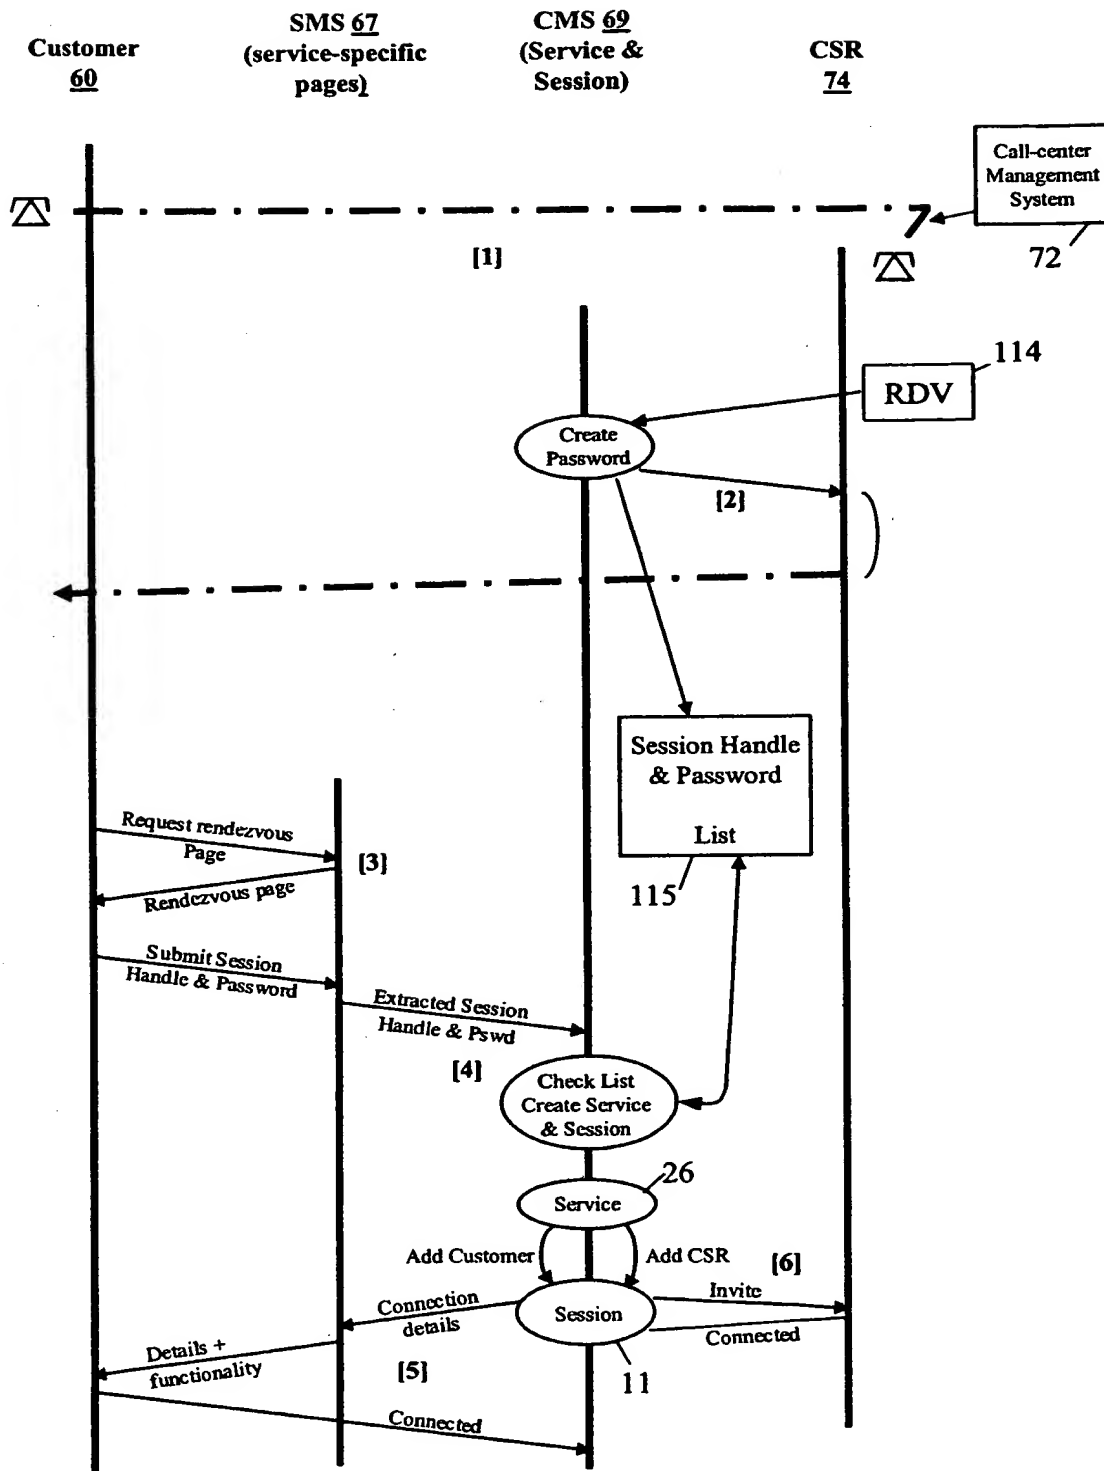 Customer
60
SMS 67
(service-specific
pages)
CMS 69
(Service &
Session)
CSR
74
Call-center
Management
System
72
[1]
114
RDV
Create
Password
[2]
Session Handle
& Password
List
115
Request rendezvous
Page
[3]
Rendezvous page
Submit Session
Handle & Password
Extracted Session
Handle & Pswd
[4]
Check List
Create Service
& Session
26
Service
Add Customer
Add CSR
[6]
Connection
details
Session
Invite
Connected
Details +
functionality
[5]
11
Connected